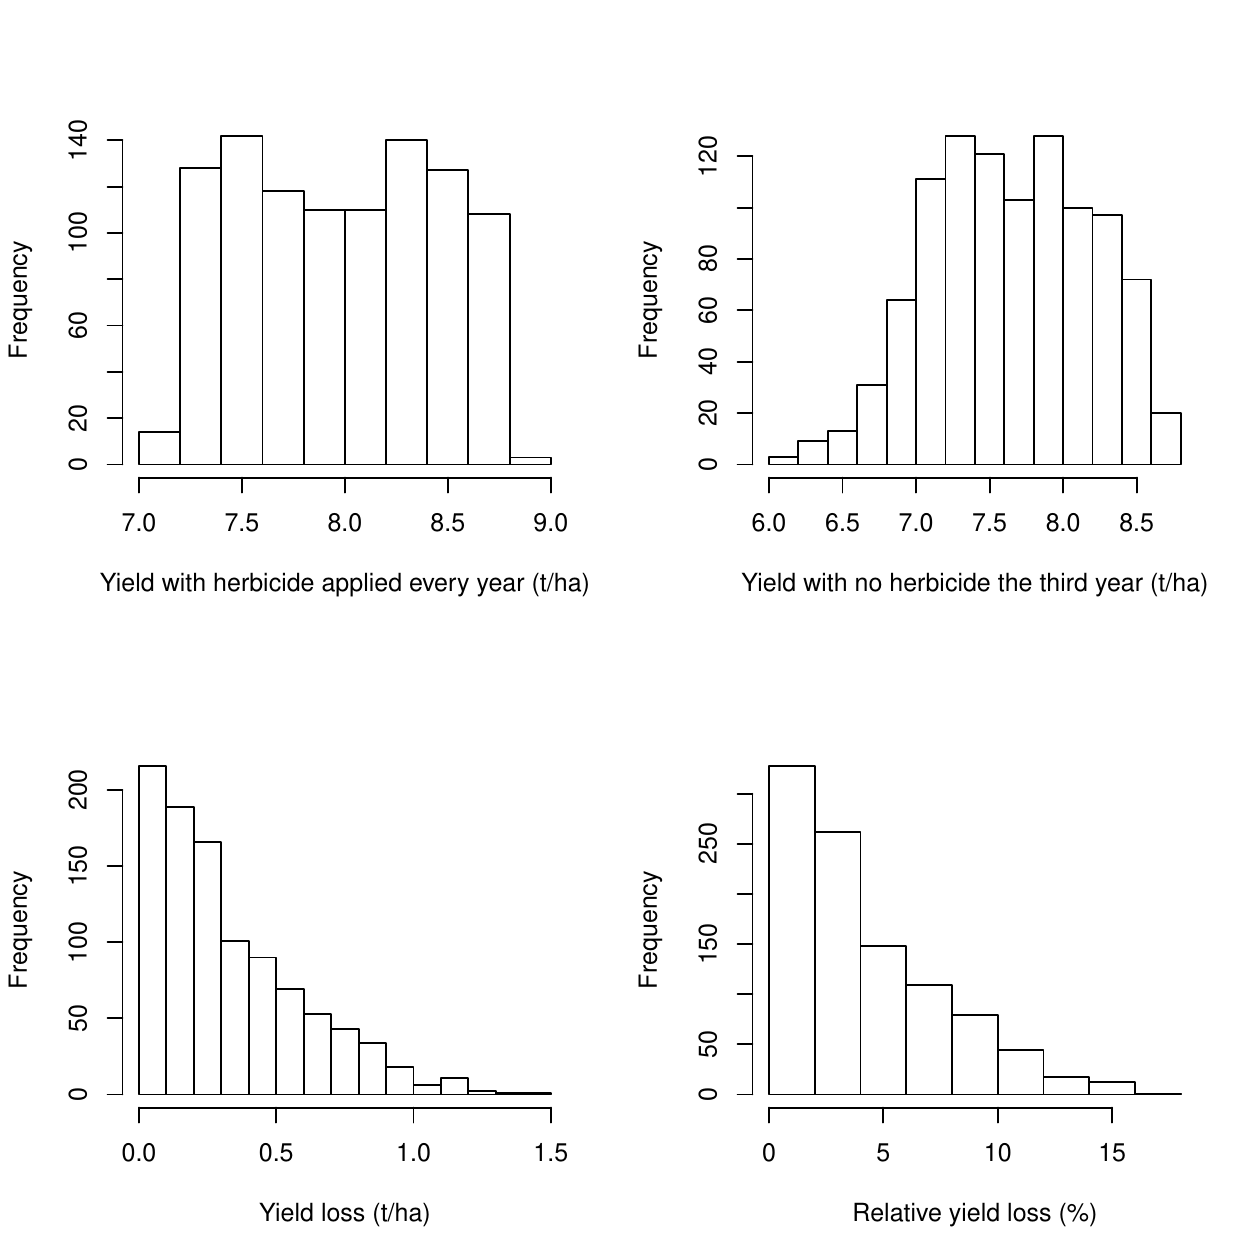 Frequency
0 20 60 100 140
7.0 7.5 8.0 8.5 9.0
Yield with herbicide applied every year (t/ha)
Frequency
0 20 40 60 80 120
6.0 6.5 7.0 7.5 8.0 8.5
Yield with no herbicide the third year (t/ha)
Frequency
0 50 100 150 200
0.0 0.5 1.0 1.5
Yield loss (t/ha)
Frequency
0 50 150 250
0 5 10 15
Relative yield loss (%)